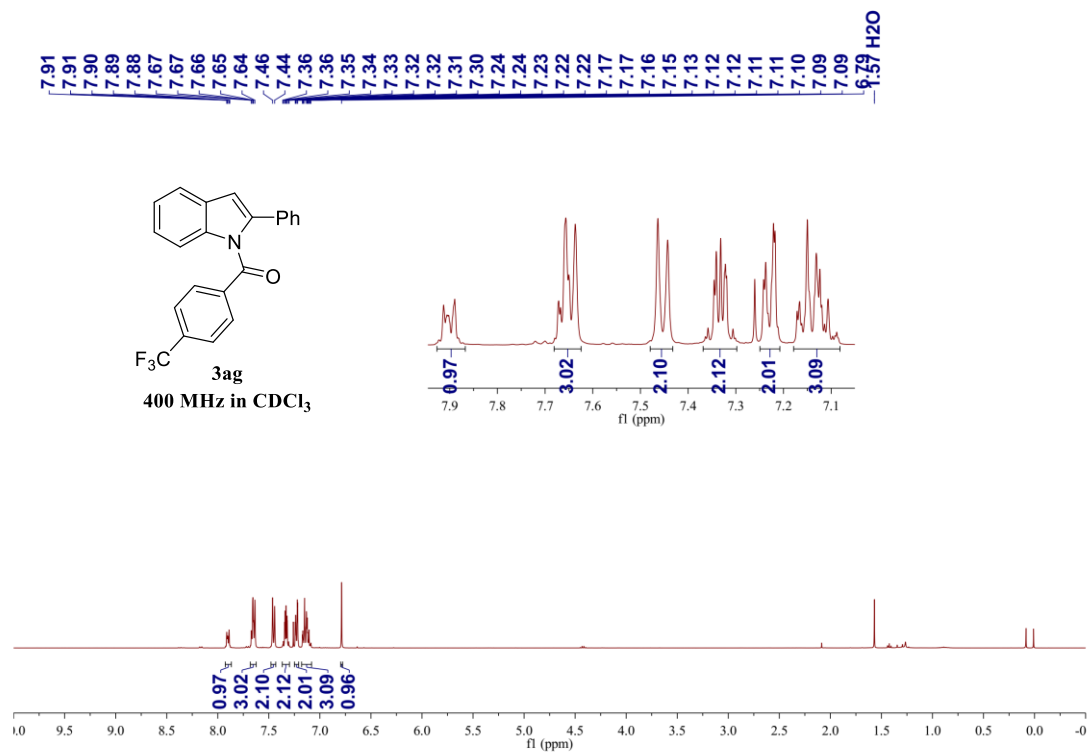 7.91 7.91 7.90 7.89 7.88 7.67 7.67 7.66 7.65 7.64 7.46 7.44 7.36 7.36 7.35 7.34 7.33 7.32 7.32 7.31 7.30 7.24 7.24 7.23 7.22 7.22 7.17 7.17 7.16 7.15 7.13 7.12 7.12 7.11 7.11 7.10 7.09 7.09 6.79 1.57 H2O
Ph
N
O
F3C
3ag
400 MHz in CDCl3
0.97 3.02 2.10 2.12 2.01 3.09
7.9 7.8 7.7 7.6 7.5 7.4 7.3 7.2 7.1
f1 (ppm)
0.97 3.02 2.10 2.12 2.01 3.09 0.96
9.5 9.0 8.5 8.0 7.5 7.0 6.5 6.0 5.5 5.0 4.5 4.0 3.5 3.0 2.5 2.0 1.5 1.0 0.5 0.0
f1 (ppm)